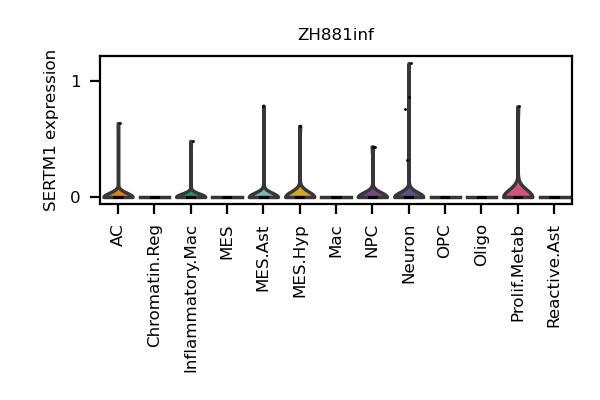 ZH881inf
SERTM1 expression
1
0
AC
Chromatin.Reg
Inflammatory.Mac
MES
MES.Ast
MES.Hyp
Mac
NPC
Neuron
OPC
Oligo
Prolif.Metab
Reactive.Ast